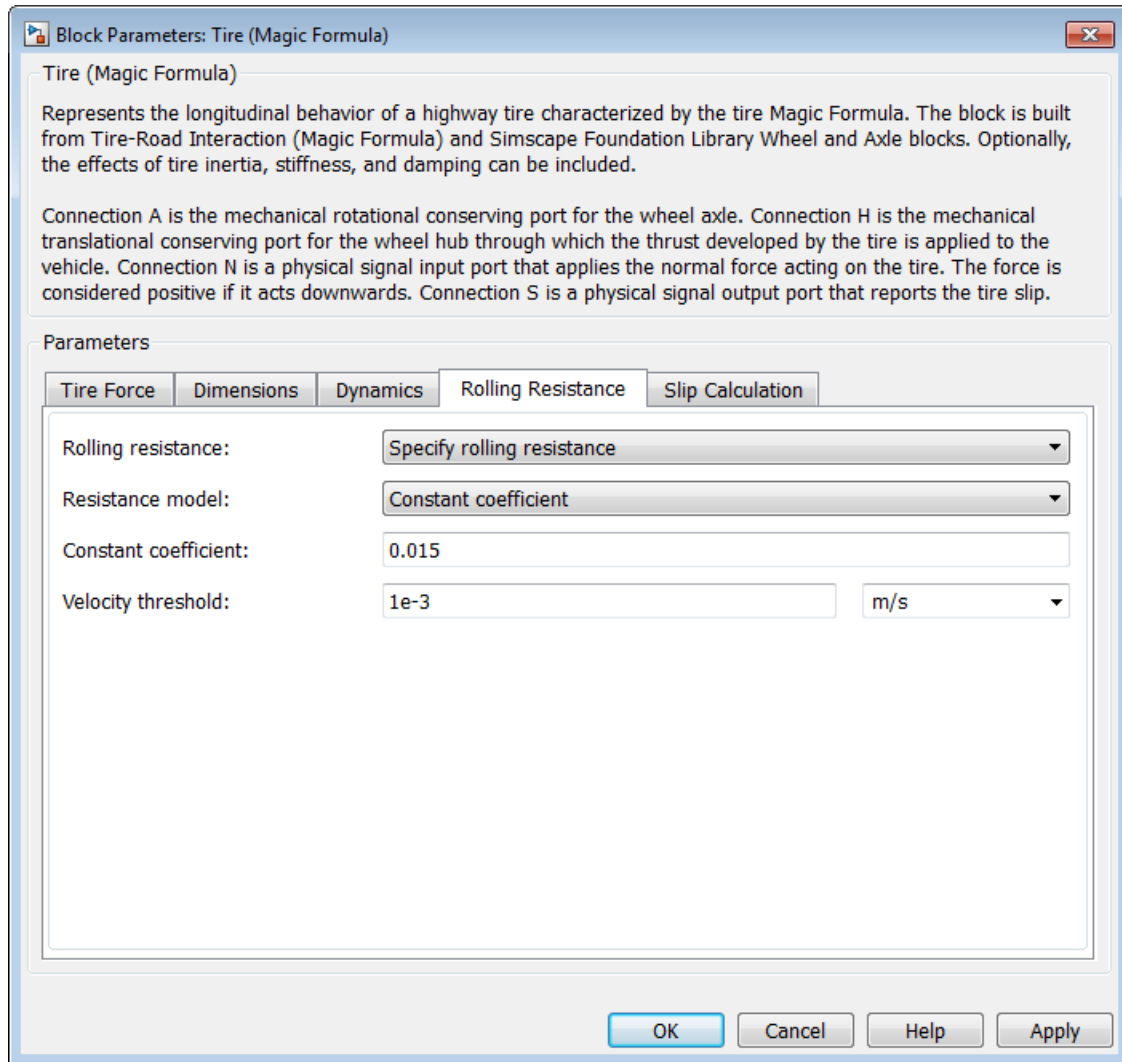 Block Parameters: Tire (Magic Formula)
Tire (Magic Formula)
Represents the longitudinal behavior of a highway tire characterized by the tire Magic Formula. The block is built
from Tire-Road Interaction (Magic Formula) and Simscape Foundation Library Wheel and Axle blocks. Optionally,
the effects of tire inertia, stiffness, and damping can be included.
Connection A is the mechanical rotational conserving port for the wheel axle. Connection H is the mechanical
translational conserving port for the wheel hub through which the thrust developed by the tire is applied to the
vehicle. Connection N is a physical signal input port that applies the normal force acting on the tire. The force is
considered positive if it acts downwards. Connection S is a physical signal output port that reports the tire slip.
Parameters
Tire Force Dimensions Dynamics Rolling Resistance Slip Calculation
Rolling resistance: Specify rolling resistance
Resistance model: Constant coefficient
Constant coefficient: 0.015
Velocity threshold: 1e-3 m/s
OK Cancel Help Apply